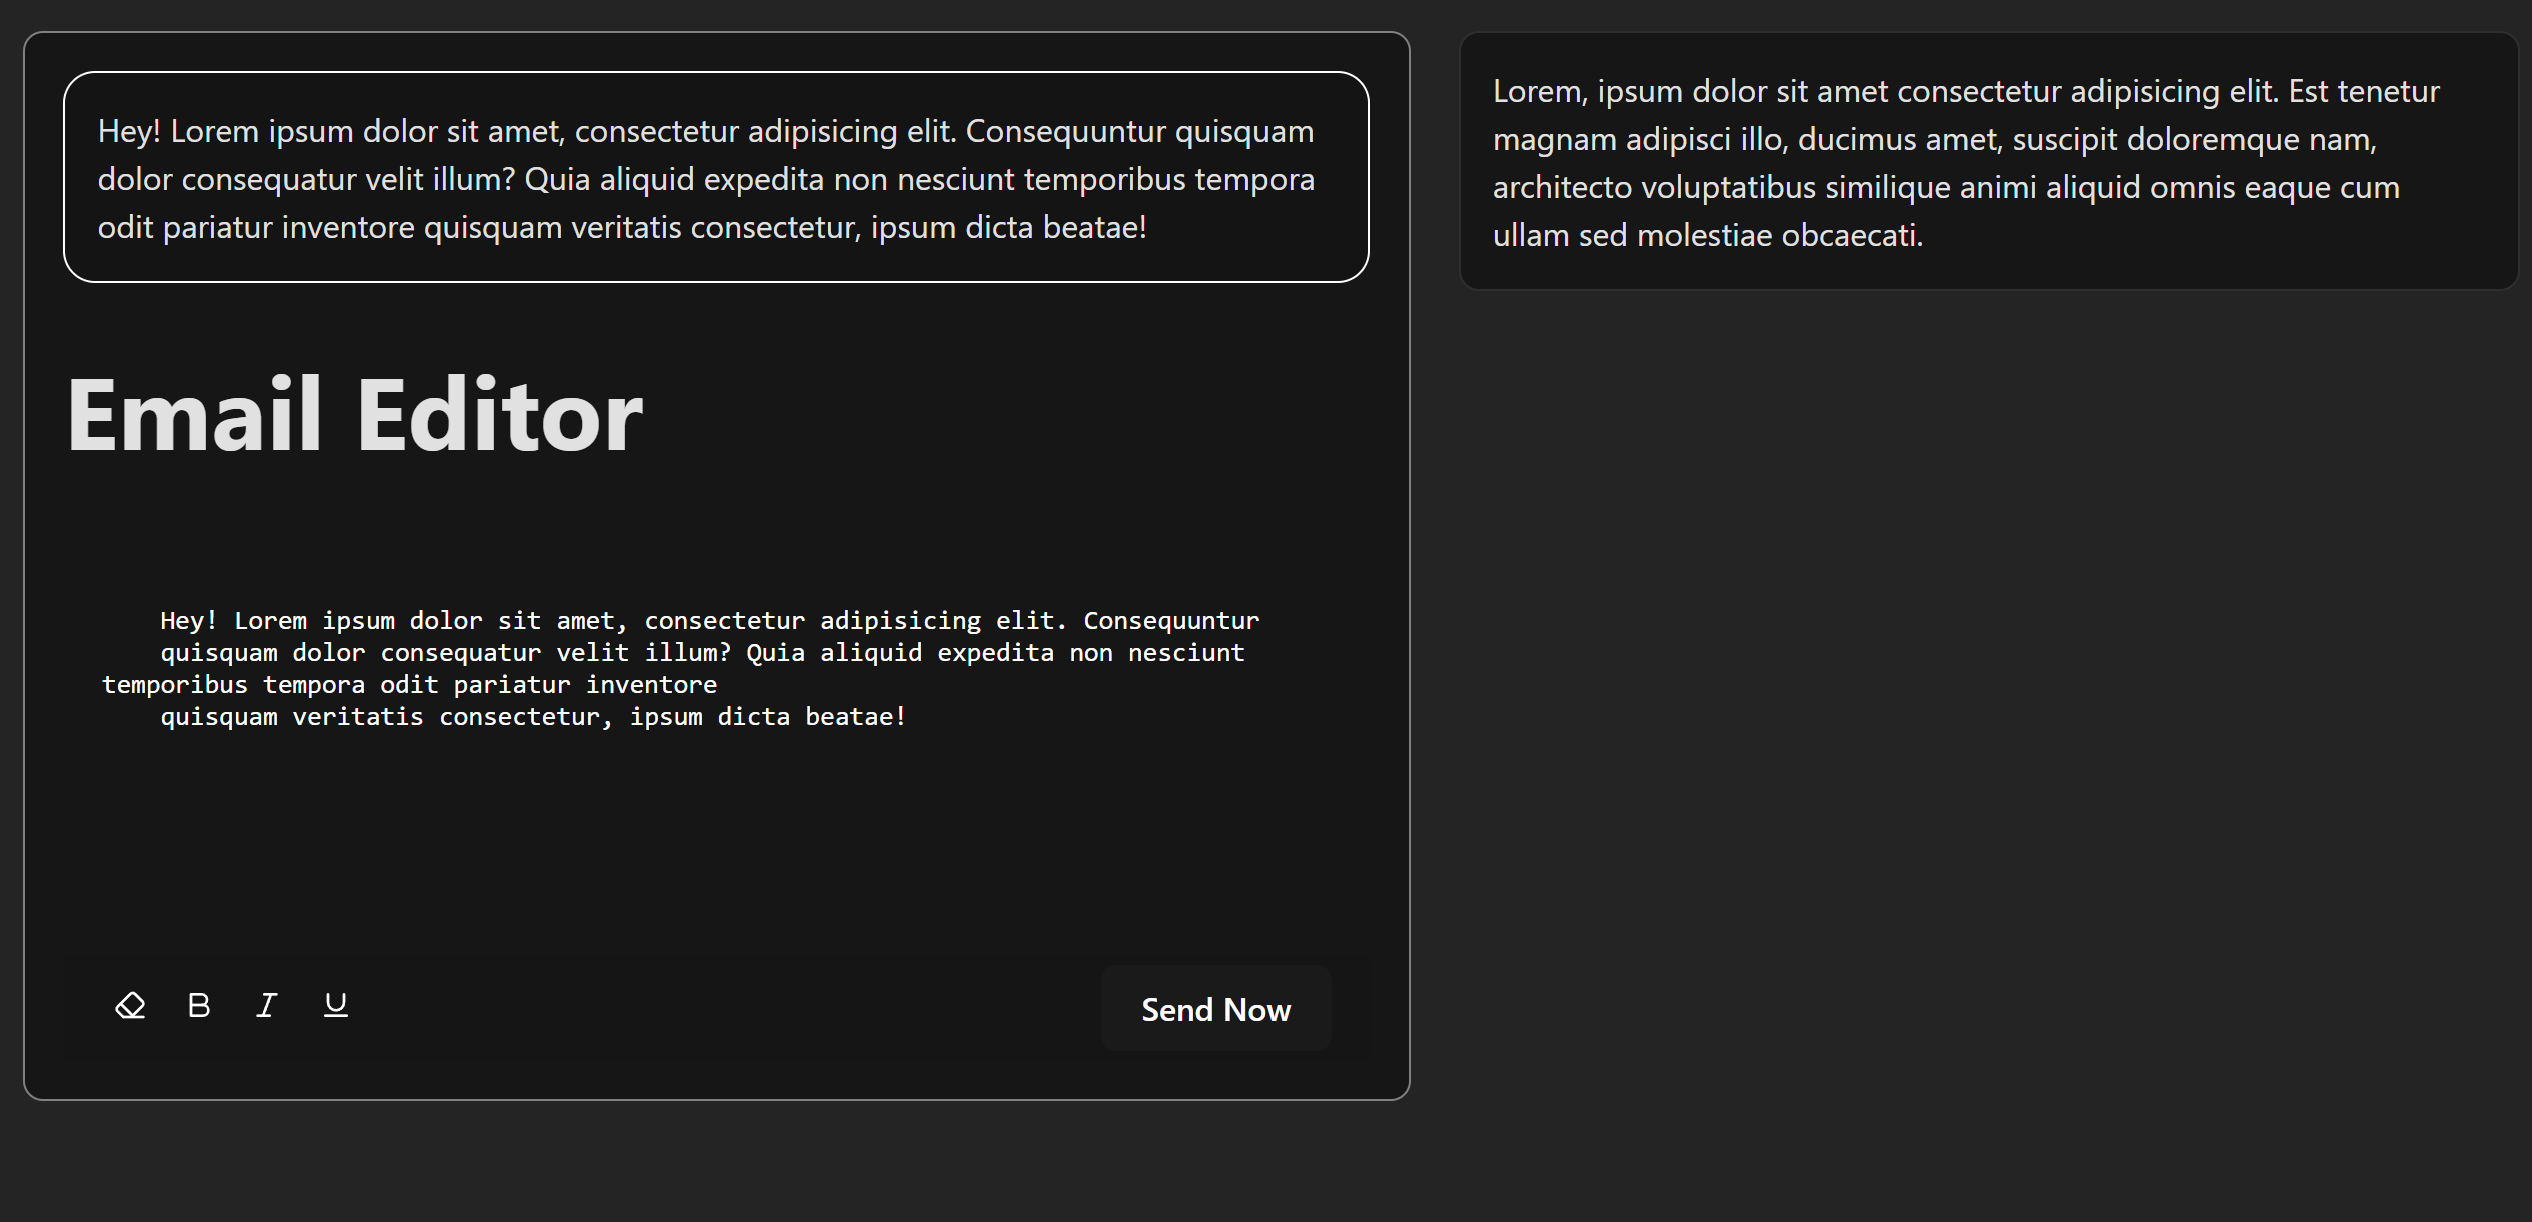 Hey! Lorem ipsum dolor sit amet, consectetur adipisicing elit. Consequuntur quisquam
dolor consequatur velit illum? Quia aliquid expedita non nesciunt temporibus tempora
odit pariatur inventore quisquam veritatis consectetur, ipsum dicta beatae!
Email Editor
Hey! Lorem ipsum dolor sit amet, consectetur adipisicing elit. Consequuntur
quisquam dolor consequatur velit illum? Quia aliquid expedita non nesciunt
temporibus tempora odit pariatur inventore
quisquam veritatis consectetur, ipsum dicta beatae!
B I U
Send Now
Lorem, ipsum dolor sit amet consectetur adipisicing elit. Est tenetur
magnam adipisci illo, ducimus amet, suscipit doloremque nam,
architecto voluptatibus similique animi aliquid omnis eaque cum
ullam sed molestiae obcaecati.